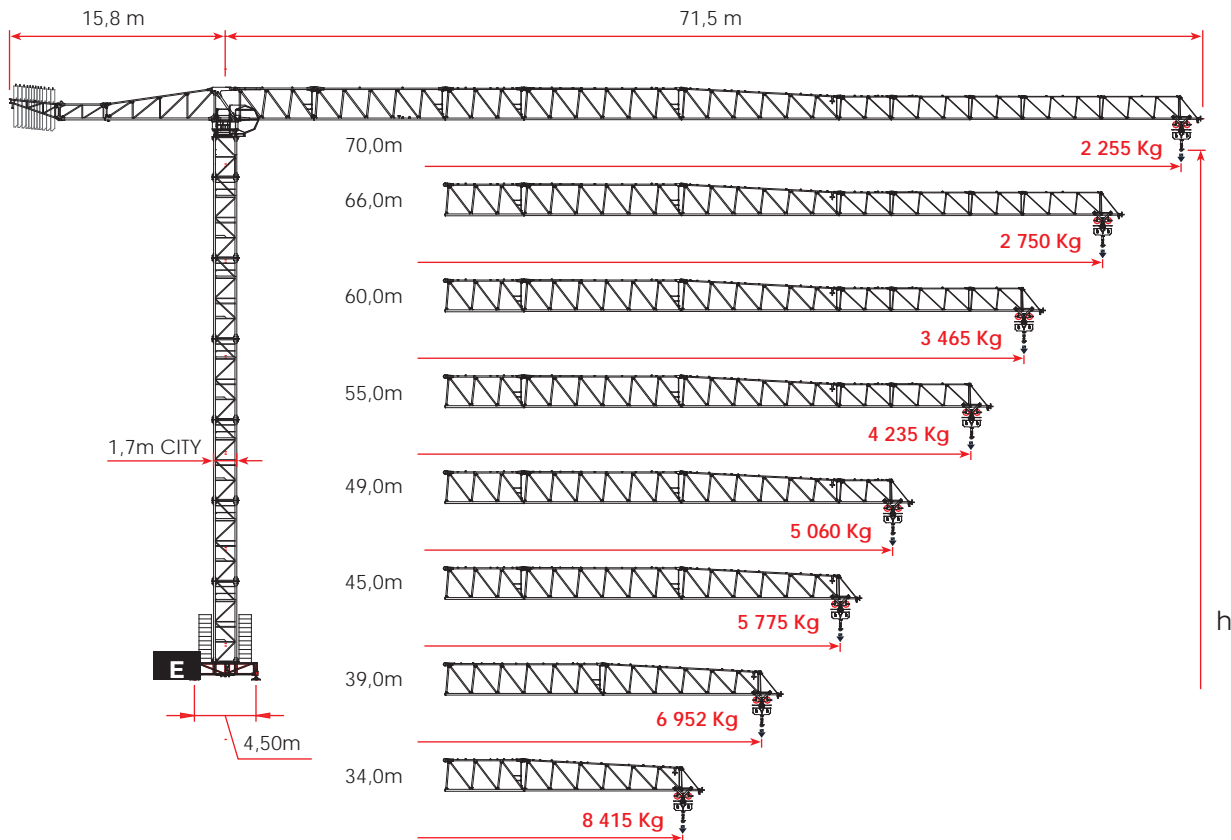 15,8 m
71,5 m
70,0m
2 255 Kg
66,0m
2 750 Kg
60,0m
3 465 Kg
55,0m
4 235 Kg
1,7m CITY
49,0m
5 060 Kg
45,0m
5 775 Kg
h
E
39,0m
6 952 Kg
4,50m
34,0m
8 415 Kg